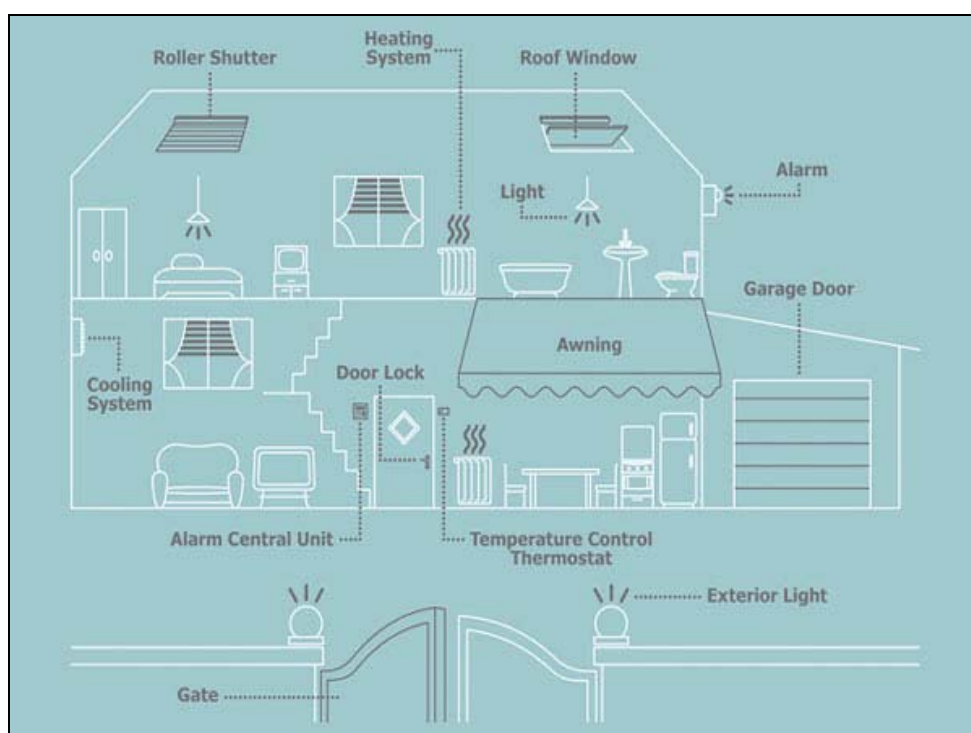 Roller Shutter
Heating
System
Roof Window
Alarm
Light
Garage Door
Awning
Cooling
System
Door Lock
Alarm Central Unit
Temperature Control
Thermostat
Exterior Light
Gate